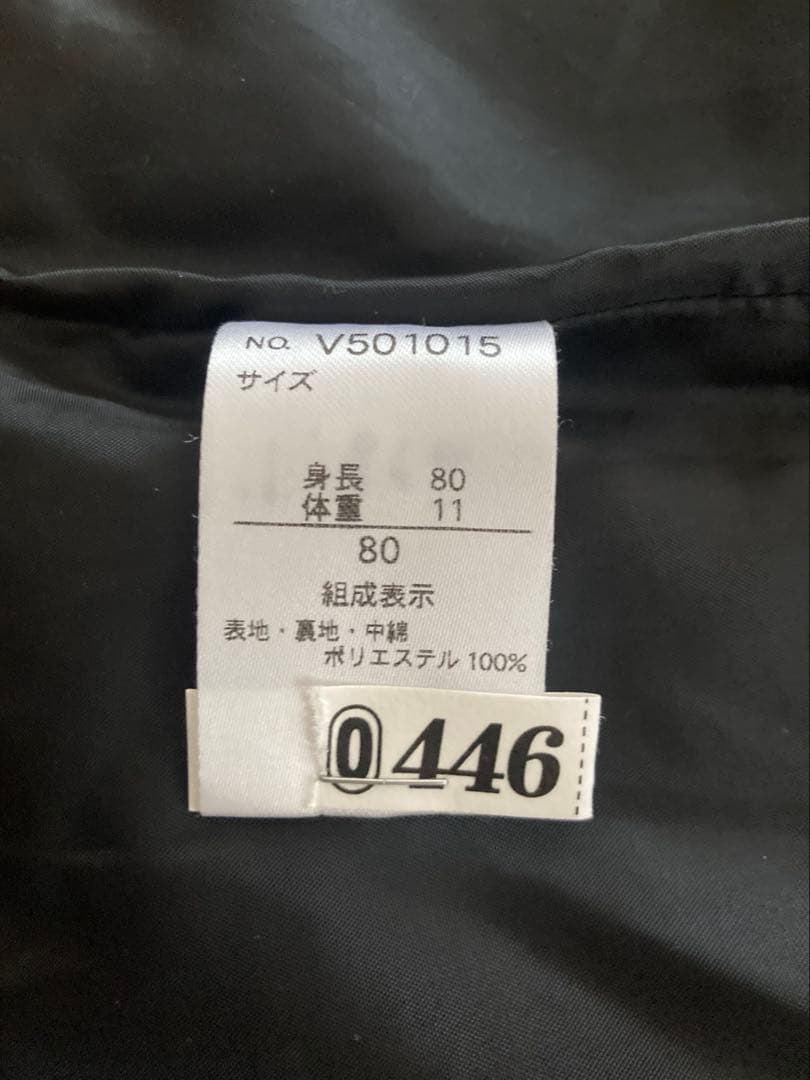 NO. V501015
サイズ
身長 80
体重 11
80
組成表示
表地・裏地・中綿
ポリエステル 100%
0446